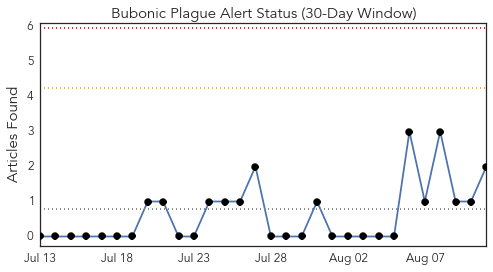 Bubonic Plague Alert Status (30-Day Window)
Articles Found
6
5
4
3
2
1
0
Jul 13
Jul 18
Jul 23
Jul 28
Aug 02
Aug 07